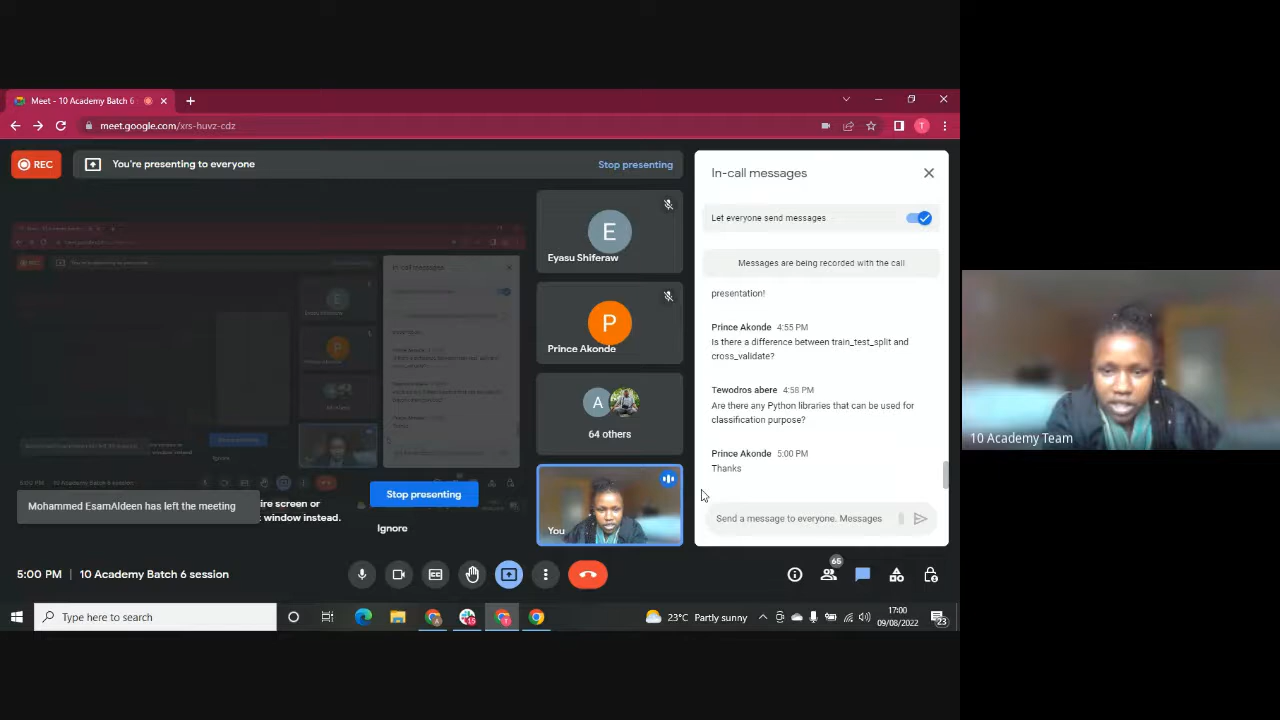 Meet - 10 Academy Batch 6
meet.google.com/xrs-huvz-cdz
REC
You're presenting to everyone
Stop presenting
E
Eyasu Shiferaw
P
Prince Akonde
A
64 others
You
In-call messages
Let everyone send messages
Messages are being recorded with the call
presentation!
Prince Akonde 4:55 PM
Is there a difference between train_test_split and
cross_validate?
Tewodros abere 4:58 PM
Are there any Python libraries that can be used for
classification purpose?
Prince Akonde 5:00 PM
Thanks
Send a message to everyone. Messages
Mohammed EsamAldeen has left the meeting
ire screen or
window instead.
Stop presenting
Ignore
5:00 PM | 10 Academy Batch 6 session
65
Type here to search
15
T
23°C Partly sunny
17:00
09/08/2022
23
10 Academy Team